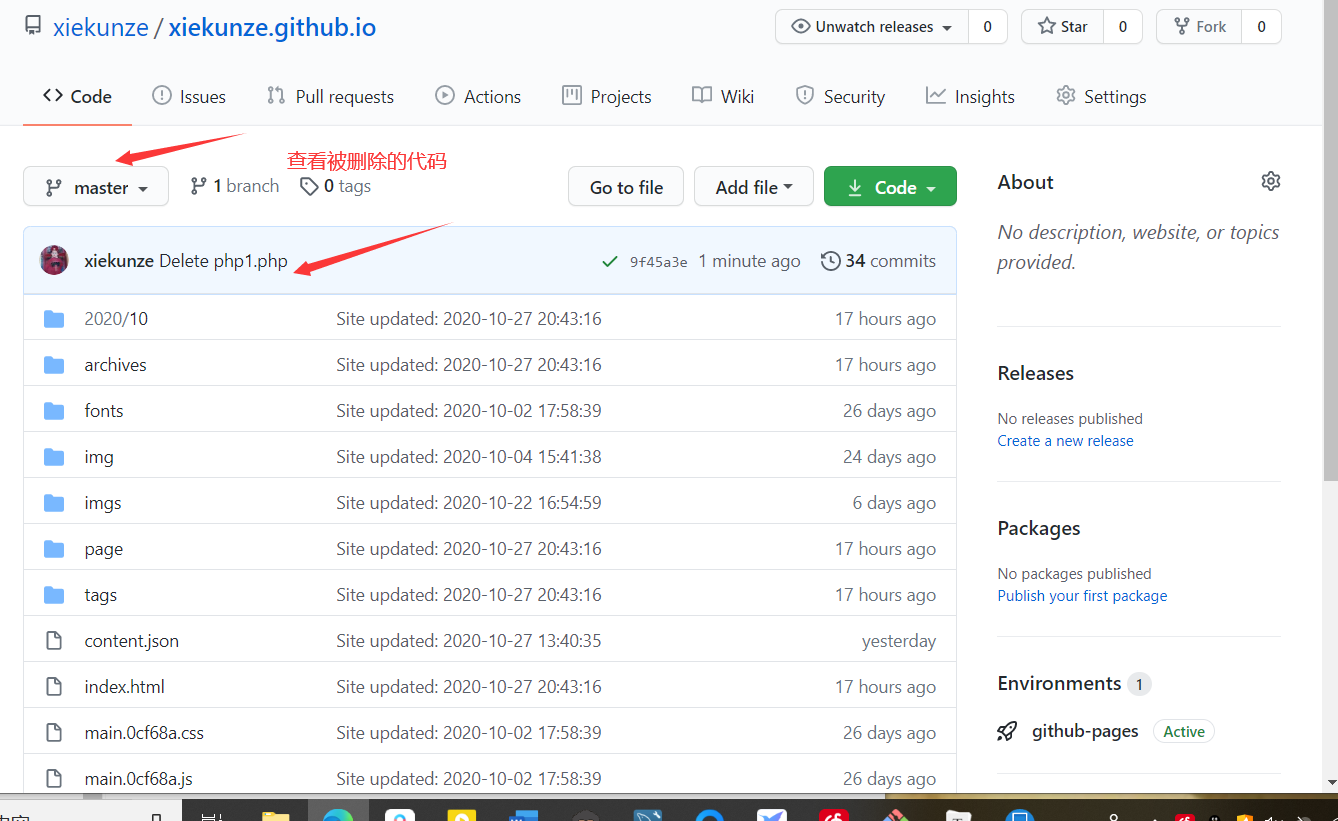 xiekunze / xiekunze.github.io
Unwatch releases 0 Star 0 Fork 0
Code Issues Pull requests Actions Projects Wiki Security Insights Settings
查看被删除的代码
master 1 branch 0 tags Go to file Add file Code
xiekunze Delete php1.php 9f45a3e 1 minute ago 34 commits
2020/10 Site updated: 2020-10-27 20:43:16 17 hours ago
archives Site updated: 2020-10-27 20:43:16 17 hours ago
fonts Site updated: 2020-10-02 17:58:39 26 days ago
img Site updated: 2020-10-04 15:41:38 24 days ago
imgs Site updated: 2020-10-22 16:54:59 6 days ago
page Site updated: 2020-10-27 20:43:16 17 hours ago
tags Site updated: 2020-10-27 20:43:16 17 hours ago
content.json Site updated: 2020-10-27 13:40:35 yesterday
index.html Site updated: 2020-10-27 20:43:16 17 hours ago
main.0cf68a.css Site updated: 2020-10-02 17:58:39 26 days ago
main.0cf68a.js Site updated: 2020-10-02 17:58:39 26 days ago
About
No description, website, or topics
provided.
Releases
No releases published
Create a new release
Packages
No packages published
Publish your first package
Environments 1
github-pages Active